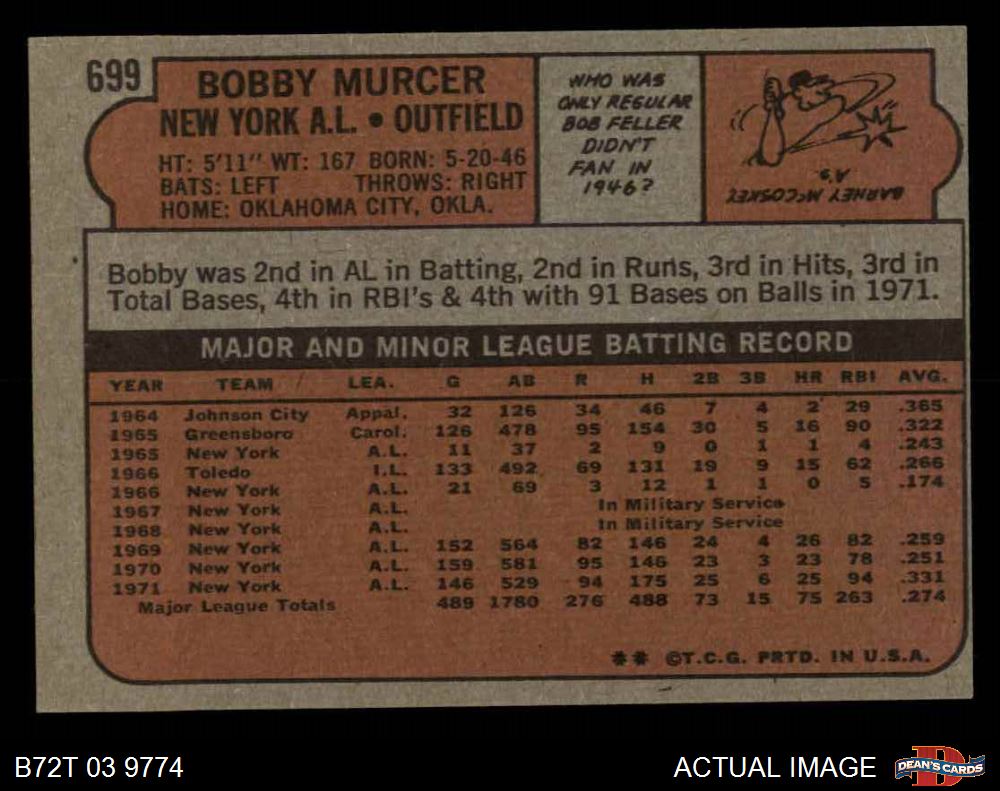 699
BOBBY MURCER
NEW YORK A.L. • OUTFIELD
HT: 5'11" WT: 167 BORN: 5-20-46
BATS: LEFT THROWS: RIGHT
HOME: OKLAHOMA CITY, OKLA.
WHO WAS
ONLY REGULAR
BOB FELLER
DIDN'T
FAN IN
1946?
BARNEY McCOSKEY
A's
Bobby was 2nd in AL in Batting, 2nd in Runs, 3rd in Hits, 3rd in
Total Bases, 4th in RBI's & 4th with 91 Bases on Balls in 1971.
MAJOR AND MINOR LEAGUE BATTING RECORD
YEAR TEAM LEA. G AB R H 2B 3B HR RBI AVG.
1964 Johnson City Appal. 32 126 34 46 7 4 2 29 .365
1965 Greensboro Carol. 126 478 95 154 30 5 16 90 .322
1965 New York A.L. 11 37 2 9 0 1 1 4 .243
1966 Toledo I.L. 133 492 69 131 19 9 15 62 .266
1966 New York A.L. 21 69 3 12 1 1 0 5 .174
1967 New York A.L. In Military Service
1968 New York A.L. In Military Service
1969 New York A.L. 152 564 82 146 24 4 26 82 .259
1970 New York A.L. 159 581 95 146 23 3 23 78 .251
1971 New York A.L. 146 529 94 175 25 6 25 94 .331
Major League Totals 489 1780 276 488 73 15 75 263 .274
** ©T.C.G. PRTD. IN U.S.A.
B72T 03 9774
ACTUAL IMAGE
DEAN'S CARDS